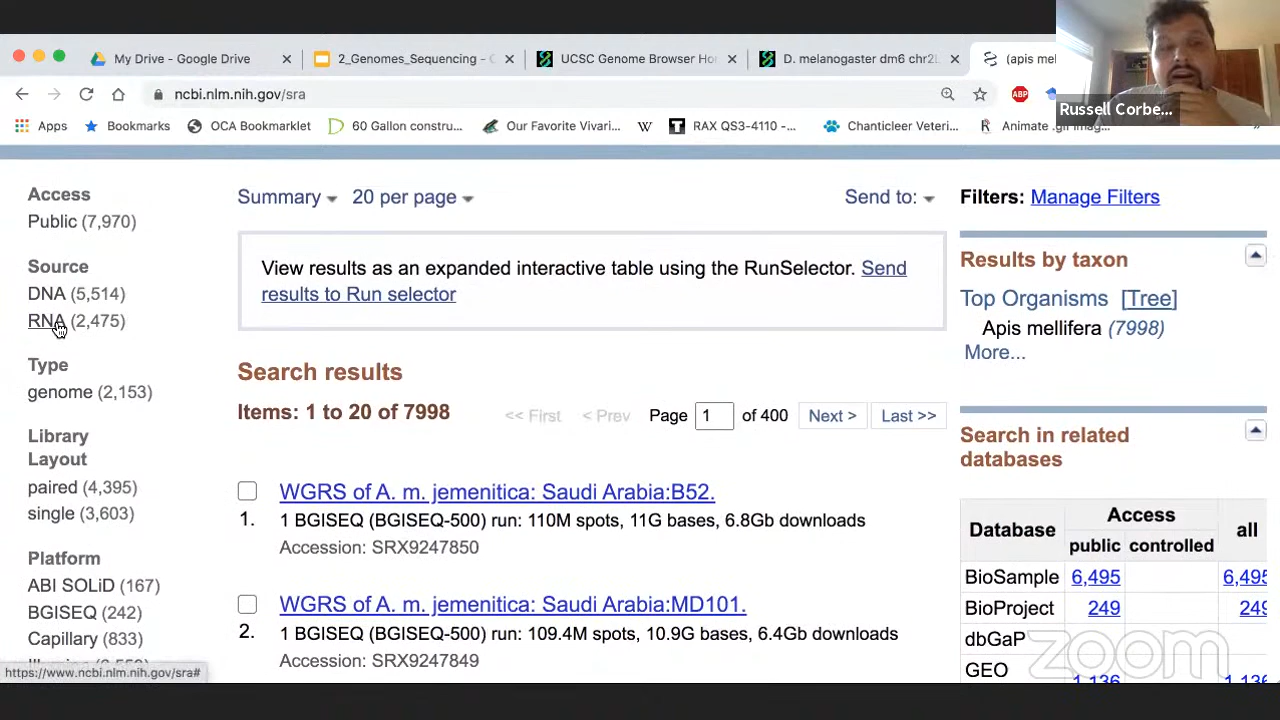 My Drive - Google Drive
2_Genomes_Sequencing - G
UCSC Genome Browser Ho
D. melanogaster dm6 chr2L
(apis mel
ncbi.nlm.nih.gov/sra
ABP
Russell Corbe...
Apps
Bookmarks
OCA Bookmarklet
60 Gallon constru...
Our Favorite Vivari...
W
RAX QS3-4110 -...
Chanticleer Veteri...
Animate .gif imag...
Access
Public (7,970)
Source
DNA (5,514)
RNA (2,475)
Type
genome (2,153)
Library
Layout
paired (4,395)
single (3,603)
Platform
ABI SOLiD (167)
BGISEQ (242)
Capillary (833)
https://www.ncbi.nlm.nih.gov/sra#
Summary
20 per page
Send to:
View results as an expanded interactive table using the RunSelector. Send
results to Run selector
Search results
Items: 1 to 20 of 7998
<< First
< Prev
Page 1 of 400
Next >
Last >>
WGRS of A. m. jemenitica: Saudi Arabia:B52.
1. 1 BGISEQ (BGISEQ-500) run: 110M spots, 11G bases, 6.8Gb downloads
Accession: SRX9247850
WGRS of A. m. jemenitica: Saudi Arabia:MD101.
2. 1 BGISEQ (BGISEQ-500) run: 109.4M spots, 10.9G bases, 6.4Gb downloads
Accession: SRX9247849
Filters: Manage Filters
Results by taxon
Top Organisms [Tree]
Apis mellifera (7998)
More...
Search in related
databases
Database
Access
all
public
controlled
BioSample 6,495 6,495
BioProject 249 249
dbGaP
GEO 1,136 1,136
zoom